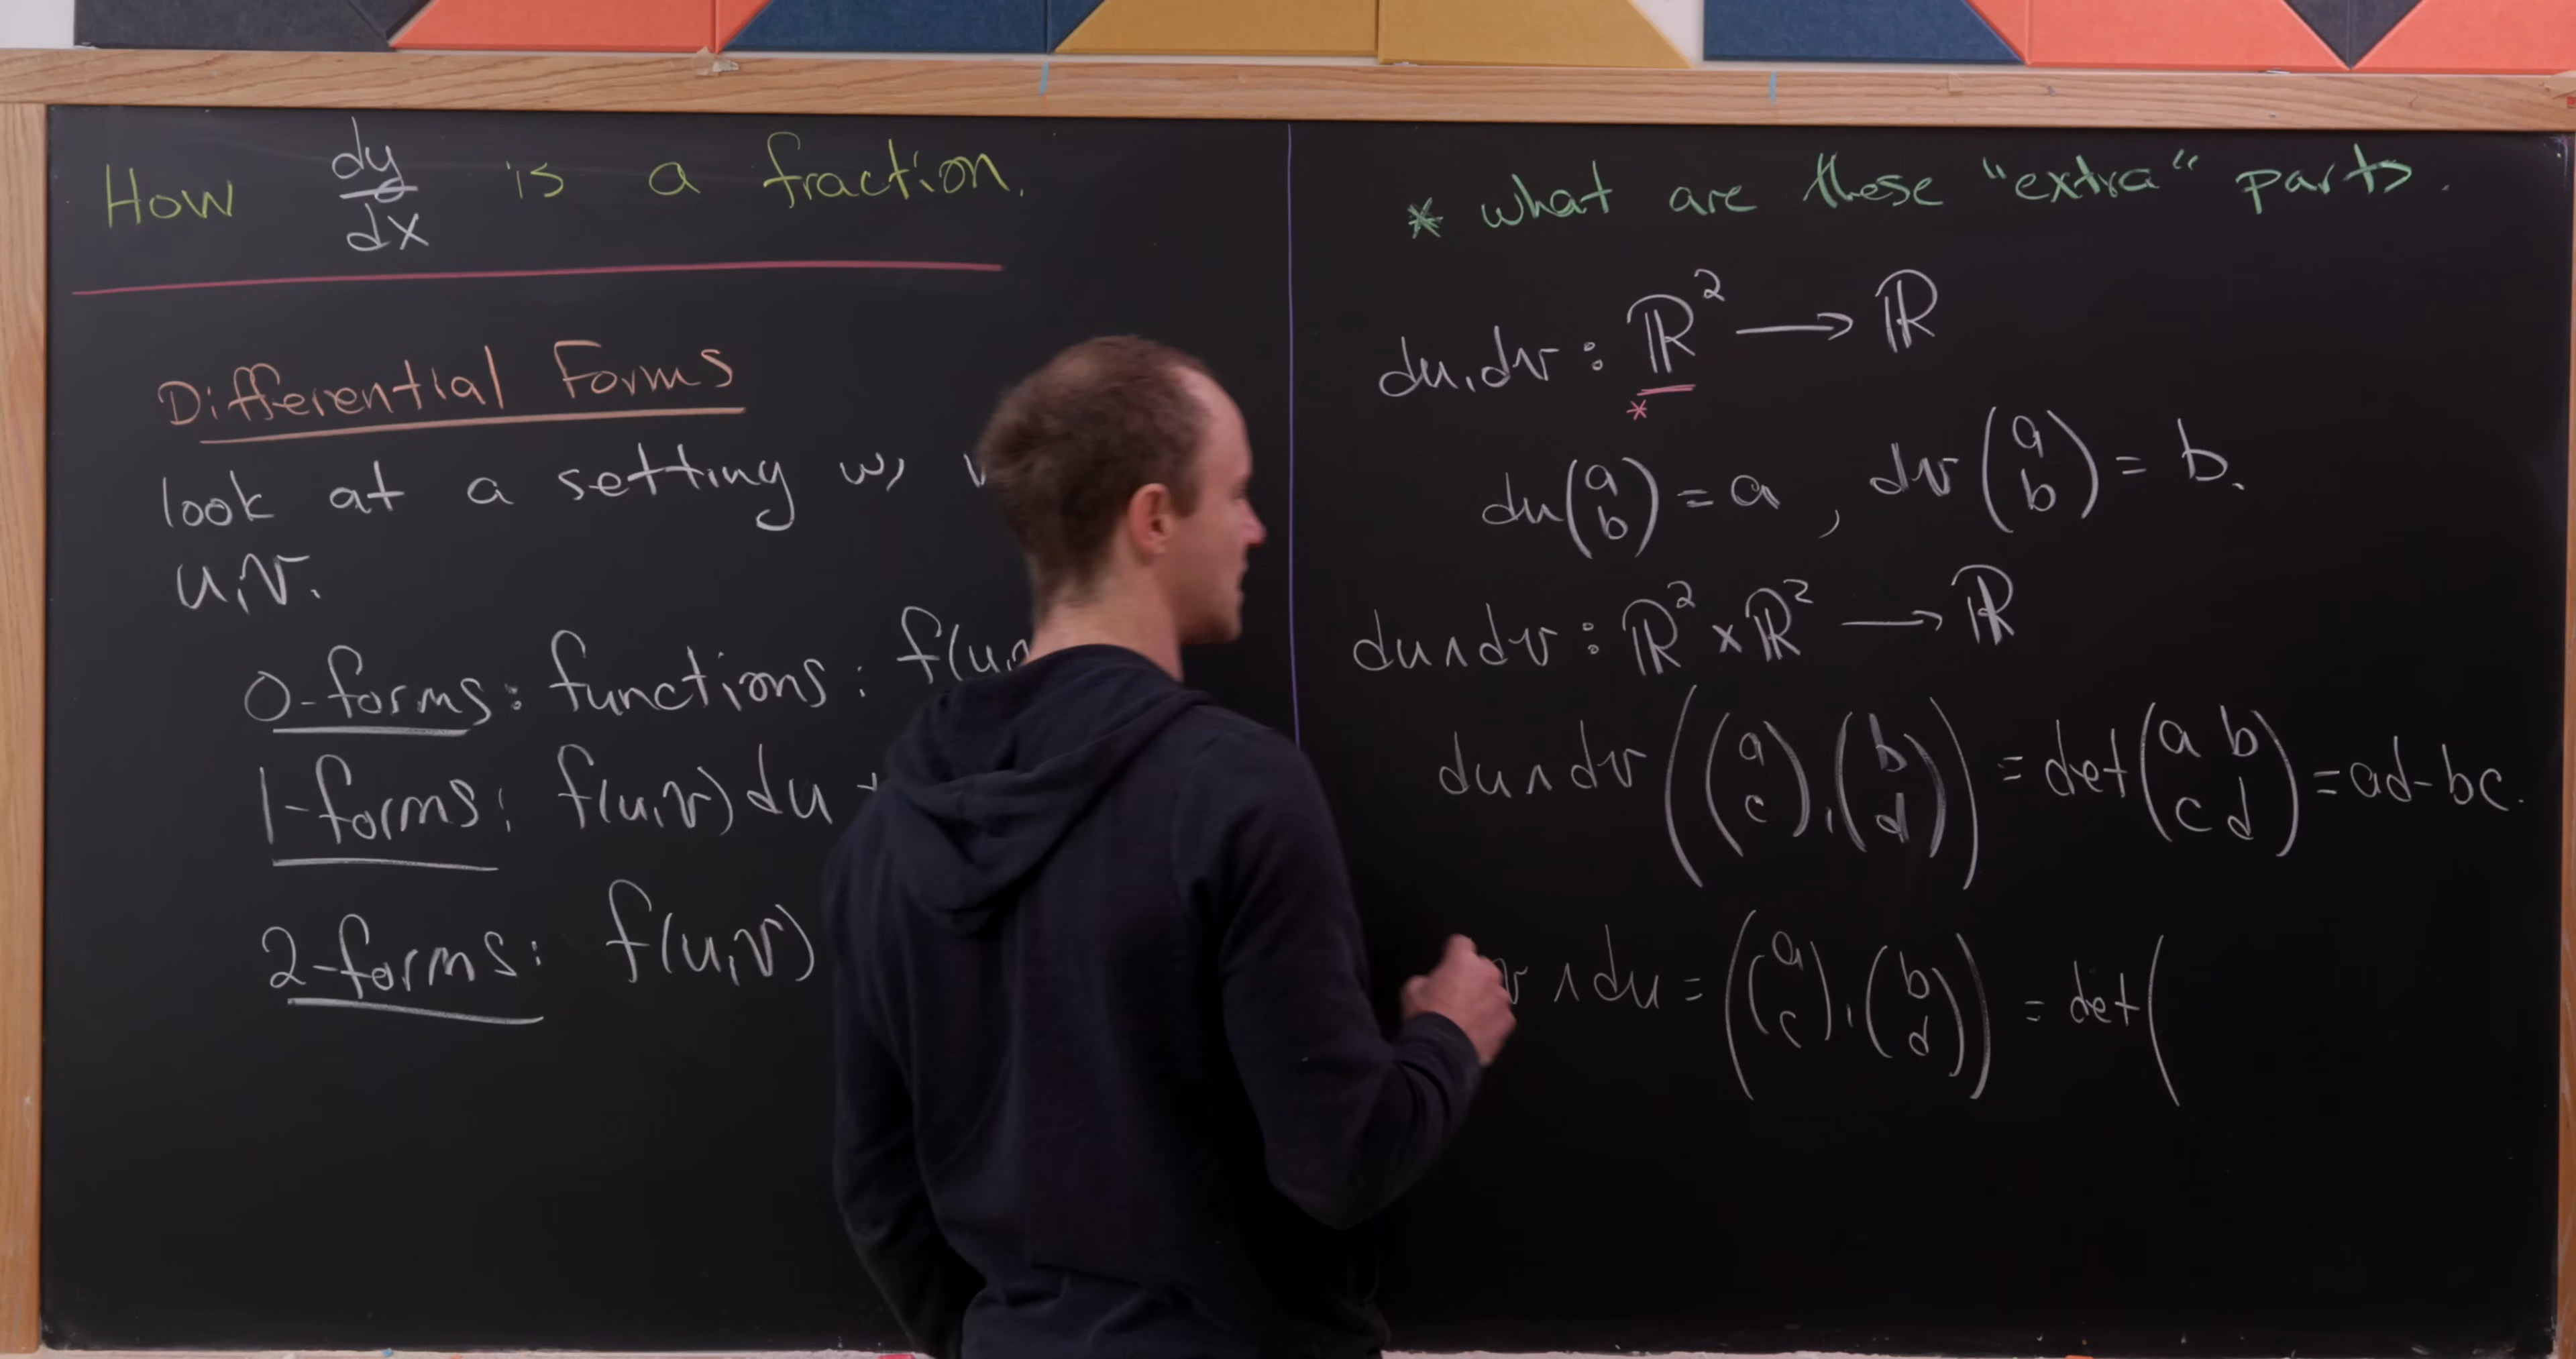 How dy/dx is a fraction.
Differential Forms
look at a setting w/
u,v.
0-forms: functions: f(u,
1-forms: f(u,v) du +
2-forms: f(u,v)
* what are these "extra" parts.
du, dv : ℝ² ⟶ ℝ
*
du(a b) = a , dv(a b) = b.
du∧dv : ℝ² × ℝ² ⟶ ℝ
du∧dv((a c), (b d)) = det(a b c d) = ad-bc.
v∧du = ((a c), (b d)) = det(